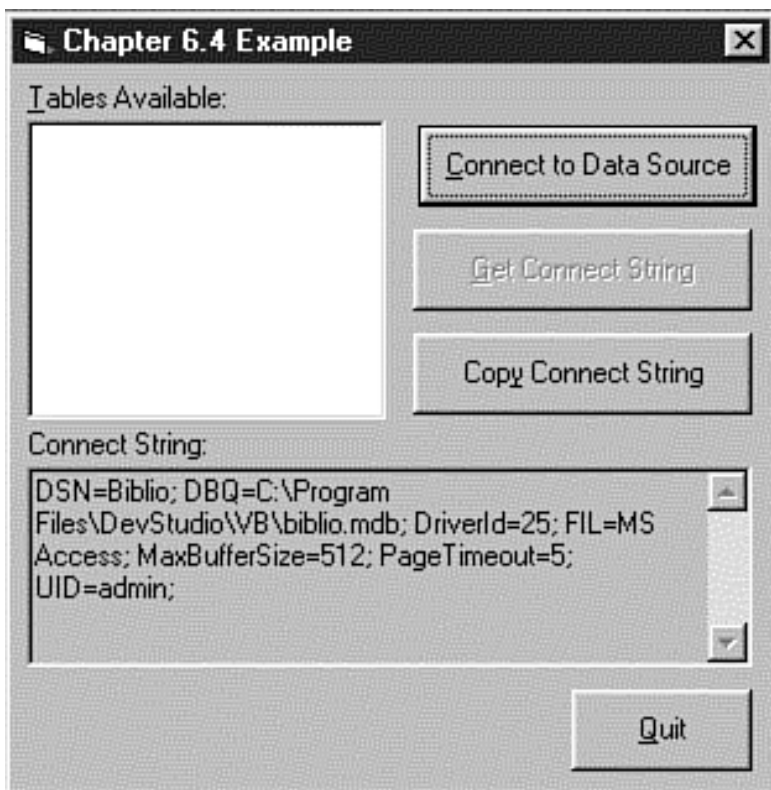 Chapter 6.4 Example
Tables Available:
Connect to Data Source
Get Connect String
Copy Connect String
Connect String:
DSN=Biblio; DBQ=C:\Program
Files\DevStudio\VB\biblio.mdb; DriverId=25; FIL=MS
Access; MaxBufferSize=512; PageTimeout=5;
UID=admin;
Quit